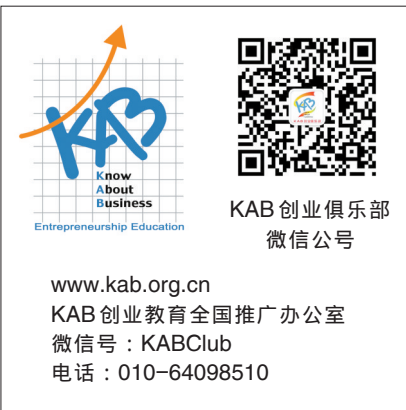 KAB
Know
About
Business
Entrepreneurship Education
KAB创业俱乐部
微信公号
www.kab.org.cn
KAB创业教育全国推广办公室
微信号：KABClub
电话：010-64098510